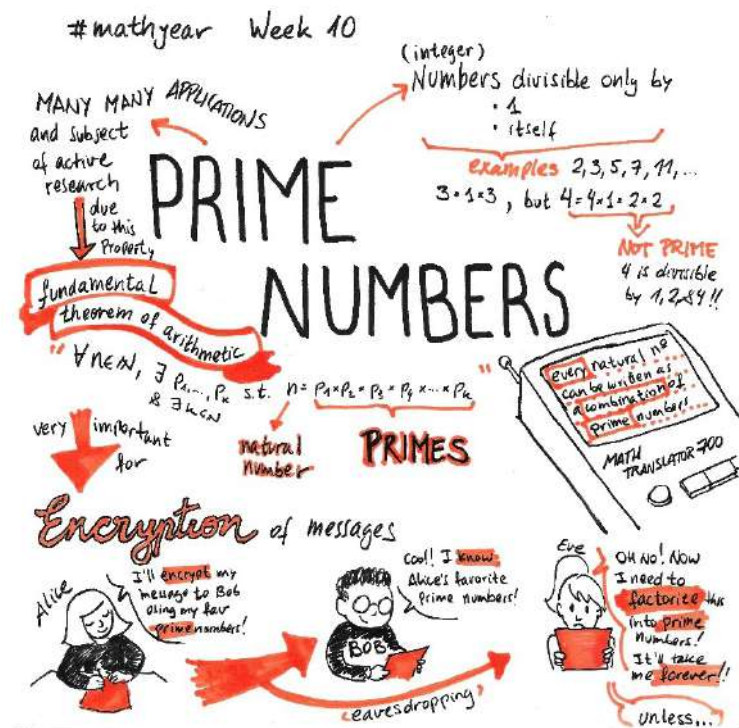 #mathyear Week 10
MANY MANY APPLICATIONS
and subject
of active
research
due
to this
Property
(integer)
Numbers divisible only by
· 1
· itself
examples 2, 3, 5, 7, 11, ...
3=1×3, but 4=4×1=2×2
NOT PRIME
4 is divisible
by 1, 2, & 4!!
PRIME
NUMBERS
fundamental
theorem of arithmetic
"∀n∈ℕ, ∃ p₁,...,pₖ s.t. n= p₁×p₂×p₃×p₄×...×pₖ"
& ∃k∈ℕ
natural
number
PRIMES
every natural nº
can be written as
a combination of
prime numbers
MATH
TRANSLATOR 700
very important
for
Encryption of messages
Alice
I'll encrypt my
message to Bob
using my fav
prime numbers!
Cool! I know
Alice's favorite
Prime numbers!
BOB
(eavesdropping)
Eve
OH NO! NOW
I need to
factorize this
into prime
numbers!
It'll take
me forever!!
unless...